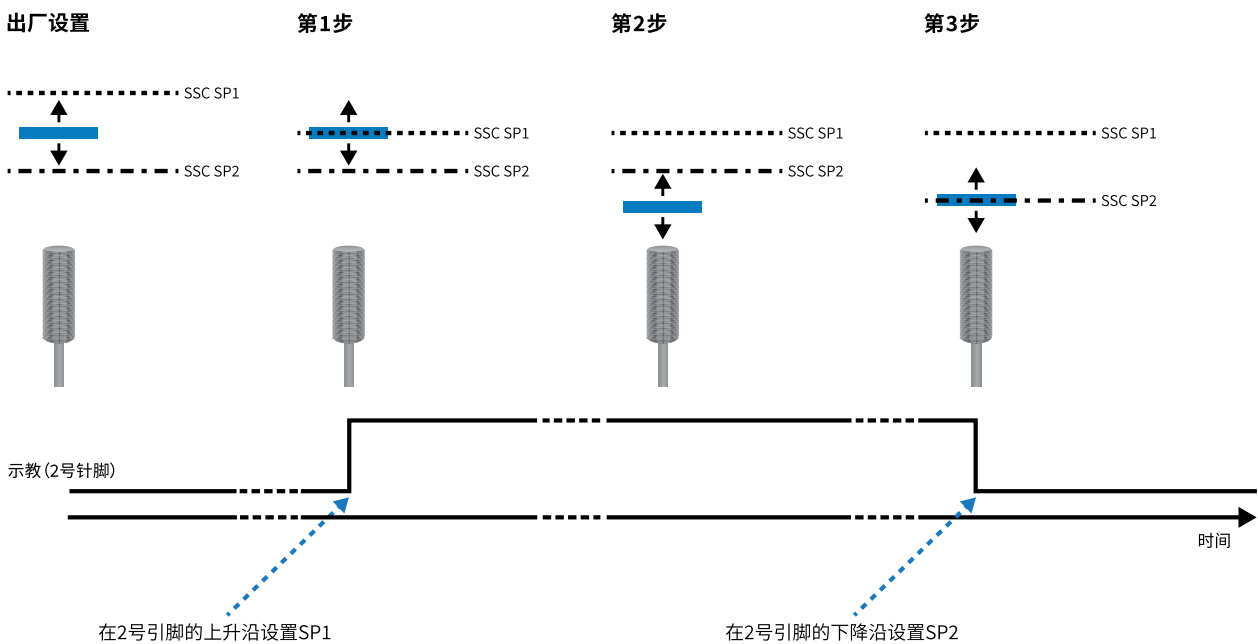 出厂设置
第1步
第2步
第3步
SSC SP1
SSC SP2
SSC SP1
SSC SP2
SSC SP1
SSC SP2
SSC SP1
SSC SP2
示教(2号针脚)
时间
在2号引脚的上升沿设置SP1
在2号引脚的下降沿设置SP2